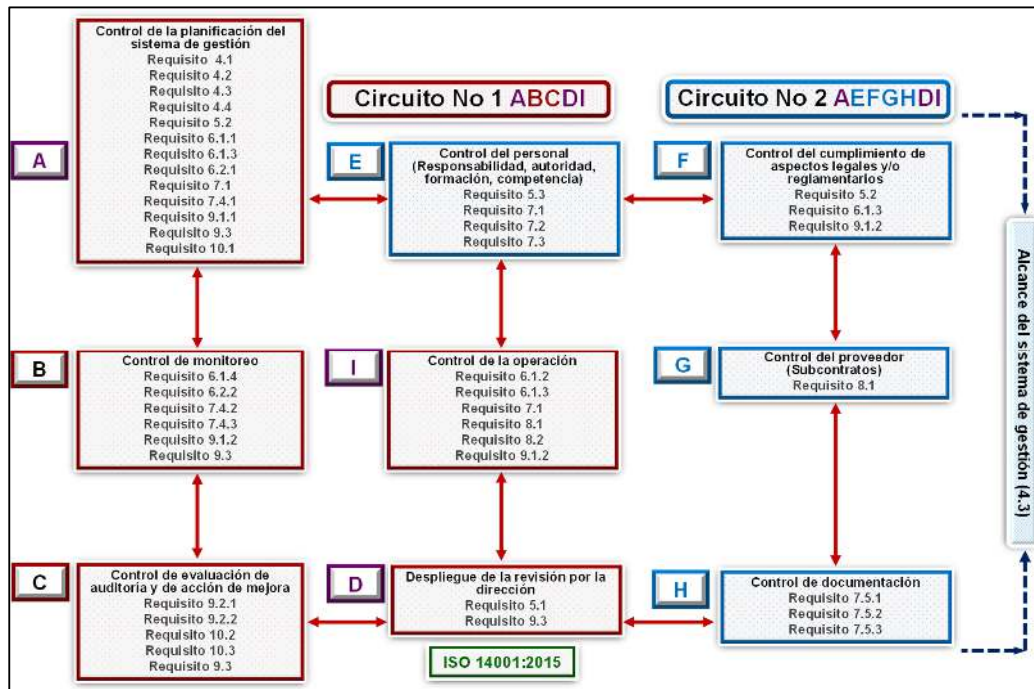 Control de la planificación del
sistema de gestión
Requisito 4.1
Requisito 4.2
Requisito 4.3
Requisito 4.4
Requisito 5.2
Requisito 6.1.1
Requisito 6.1.3
Requisito 6.2.1
Requisito 7.1
Requisito 7.4.1
Requisito 9.1.1
Requisito 9.3
Requisito 10.1
A
Circuito No 1 ABCDI
Circuito No 2 AEFGHDI
E
Control del personal
(Responsabilidad, autoridad,
formación, competencia)
Requisito 5.3
Requisito 7.1
Requisito 7.2
Requisito 7.3
F
Control del cumplimiento de
aspectos legales y/o
reglamentarios
Requisito 5.2
Requisito 6.1.3
Requisito 9.1.2
B
Control de monitoreo
Requisito 6.1.4
Requisito 6.2.2
Requisito 7.4.2
Requisito 7.4.3
Requisito 9.1.2
Requisito 9.3
I
Control de la operación
Requisito 6.1.2
Requisito 6.1.3
Requisito 7.1
Requisito 8.1
Requisito 8.2
Requisito 9.1.2
G
Control del proveedor
(Subcontratos)
Requisito 8.1
C
Control de evaluación de
auditoría y de acción de mejora
Requisito 9.2.1
Requisito 9.2.2
Requisito 10.2
Requisito 10.3
Requisito 9.3
D
Despliegue de la revisión por la
dirección
Requisito 5.1
Requisito 9.3
ISO 14001:2015
H
Control de documentación
Requisito 7.5.1
Requisito 7.5.2
Requisito 7.5.3
Alcance del sistema de gestión (4.3)